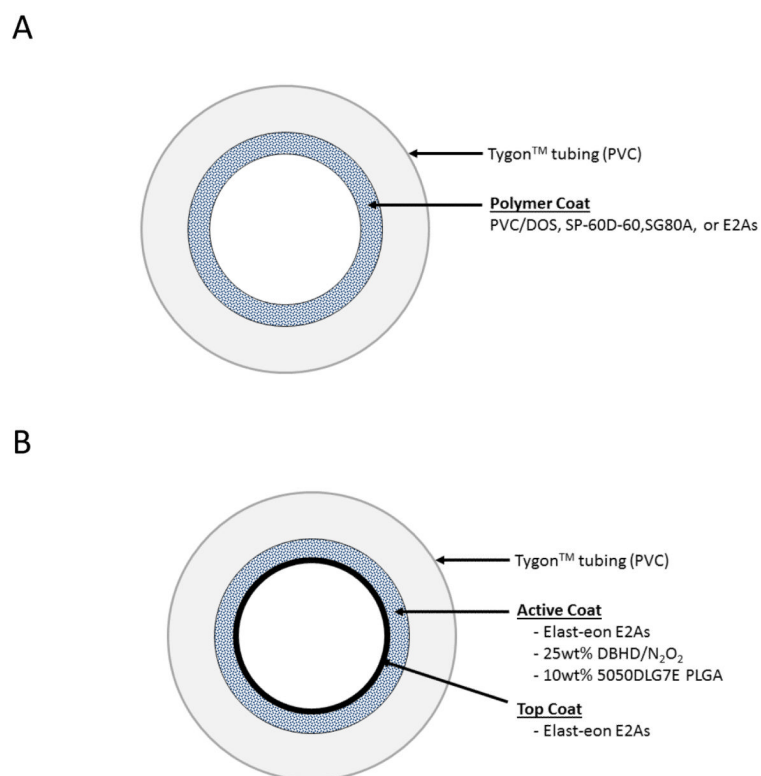 A
Tygon™ tubing (PVC)
Polymer Coat
PVC/DOS, SP-60D-60,SG80A, or E2As
B
Tygon™ tubing (PVC)
Active Coat
- Elast-eon E2As
- 25wt% DBHD/N₂O₂
- 10wt% 5050DLG7E PLGA
Top Coat
- Elast-eon E2As